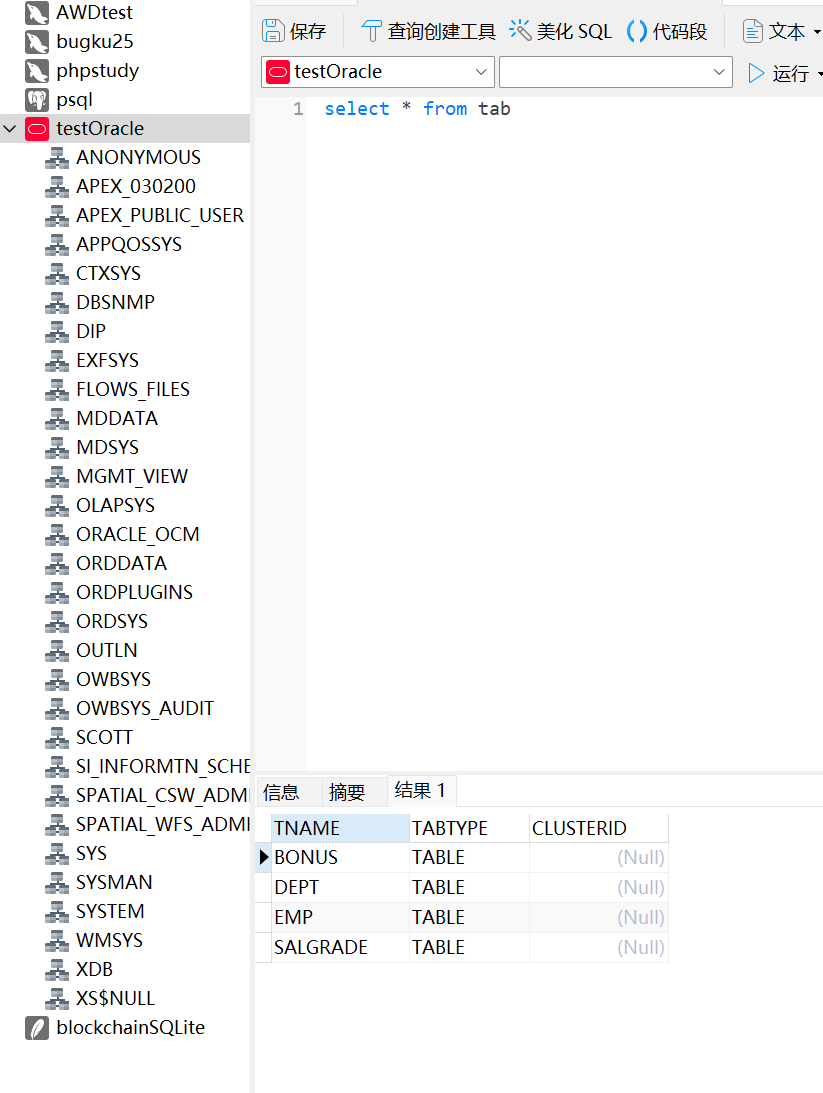 AWDtest
bugku25
phpstudy
psql
testOracle
ANONYMOUS
APEX_030200
APEX_PUBLIC_USER
APPQOSSYS
CTXSYS
DBSNMP
DIP
EXFSYS
FLOWS_FILES
MDDATA
MDSYS
MGMT_VIEW
OLAPSYS
ORACLE_OCM
ORDDATA
ORDPLUGINS
ORDSYS
OUTLN
OWBSYS
OWBSYS_AUDIT
SCOTT
SI_INFORMTN_SCHE
SPATIAL_CSW_ADMI
SPATIAL_WFS_ADMI
SYS
SYSMAN
SYSTEM
WMSYS
XDB
XS$NULL
blockchainSQLite
保存 查询创建工具 美化 SQL () 代码段 文本
testOracle 运行
1 select * from tab
信息 摘要 结果 1
TNAME TABTYPE CLUSTERID
BONUS TABLE (Null)
DEPT TABLE (Null)
EMP TABLE (Null)
SALGRADE TABLE (Null)